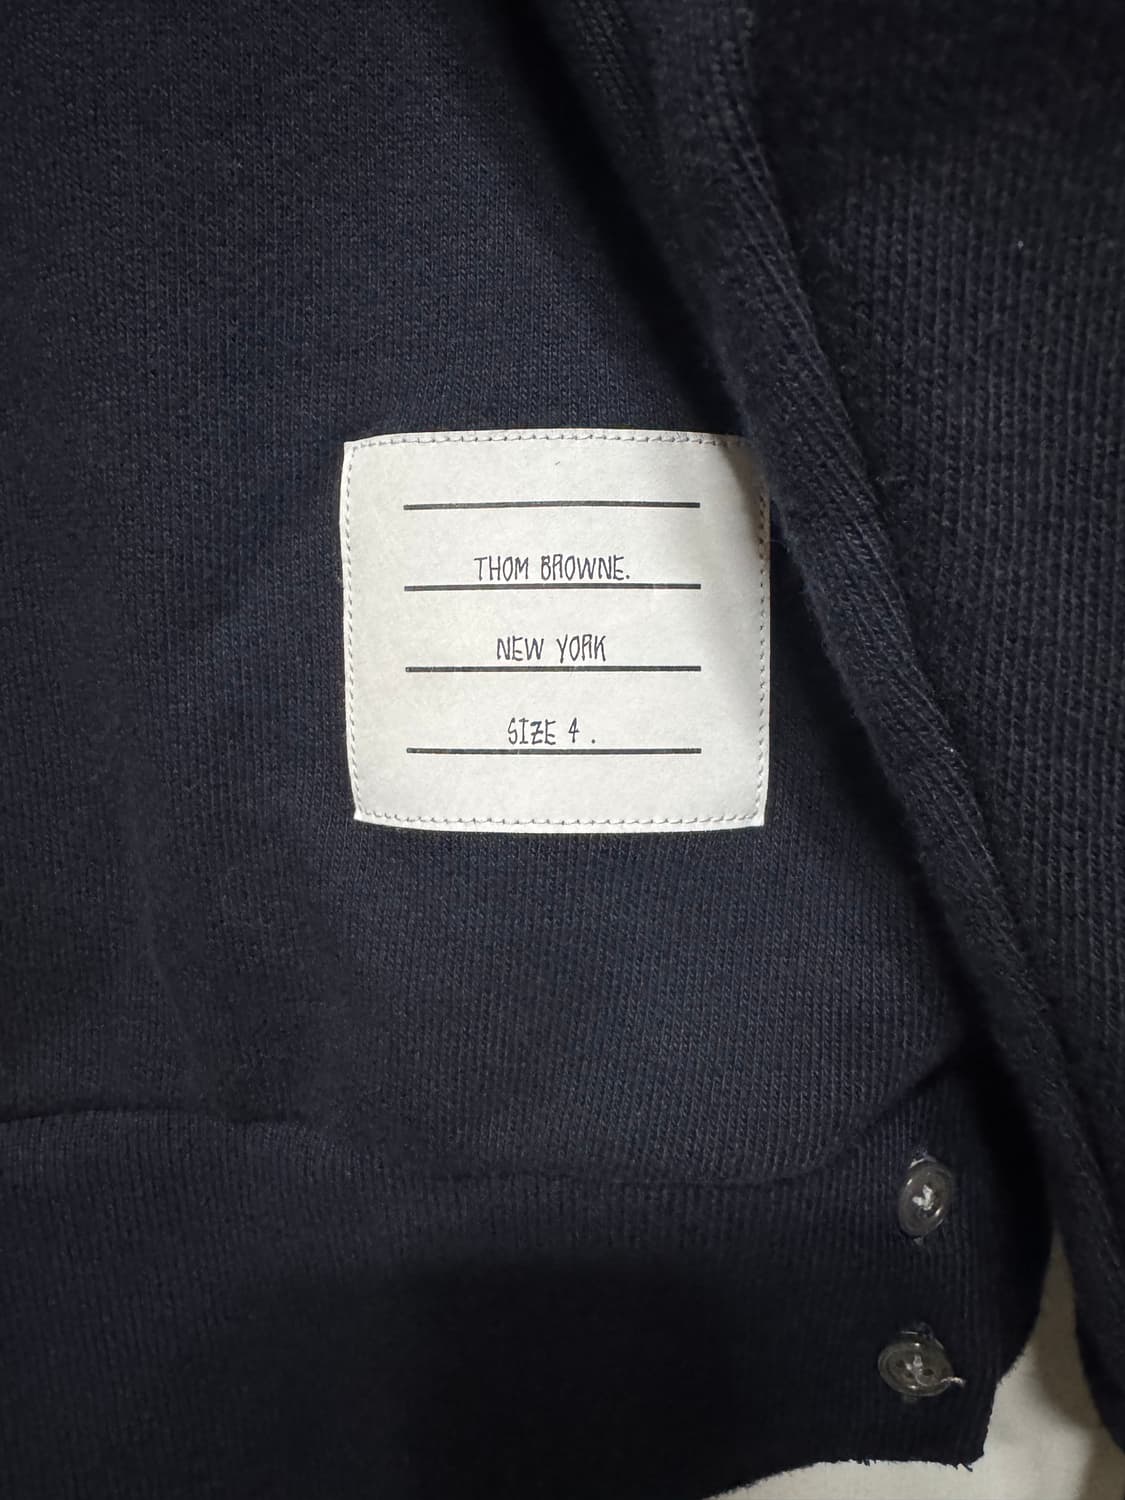 THOM BROWNE.
NEW YORK
SIZE 4 .